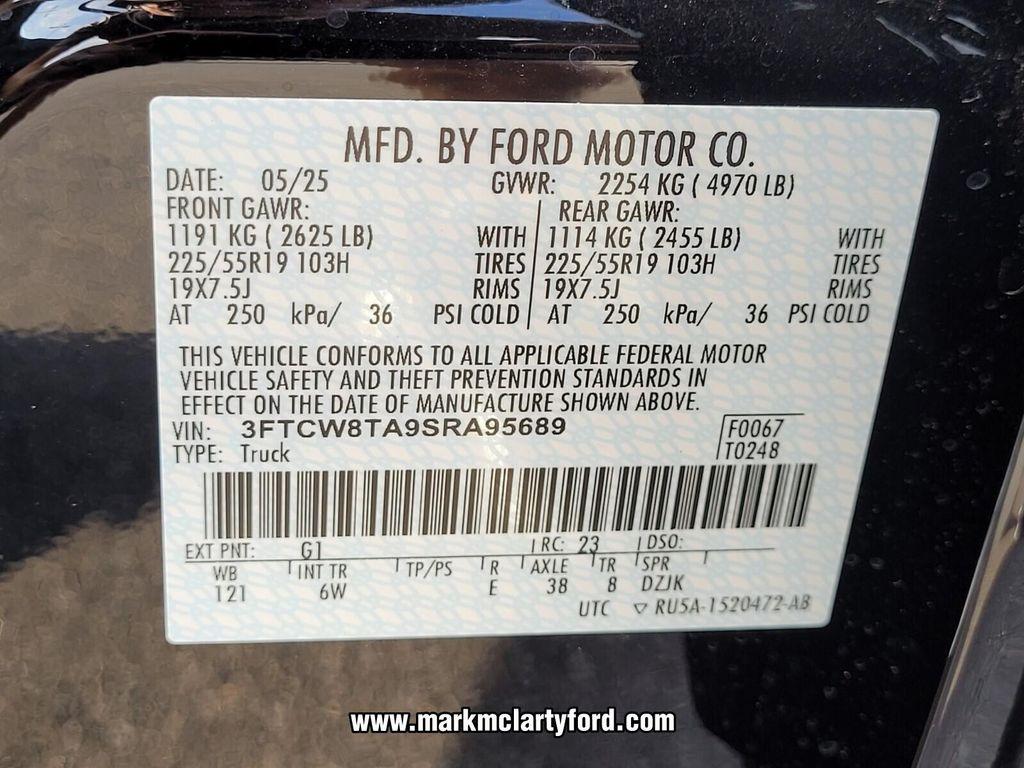 MFD. BY FORD MOTOR CO.
DATE: 05/25 GVWR: 2254 KG ( 4970 LB)
FRONT GAWR: REAR GAWR:
1191 KG ( 2625 LB) WITH 1114 KG ( 2455 LB) WITH
225/55R19 103H TIRES 225/55R19 103H TIRES
19X7.5J RIMS 19X7.5J RIMS
AT 250 kPa/ 36 PSI COLD AT 250 kPa/ 36 PSI COLD
THIS VEHICLE CONFORMS TO ALL APPLICABLE FEDERAL MOTOR
VEHICLE SAFETY AND THEFT PREVENTION STANDARDS IN
EFFECT ON THE DATE OF MANUFACTURE SHOWN ABOVE.
VIN: 3FTCW8TA9SRA95689 F0067
TYPE: Truck T0248
EXT PNT: G1 RC: 23 DSO:
WB INT TR TP/PS R AXLE TR SPR
121 6W E 38 8 DZJK
UTC ▽ RU5A-1520472-AB
www.markmclartyford.com